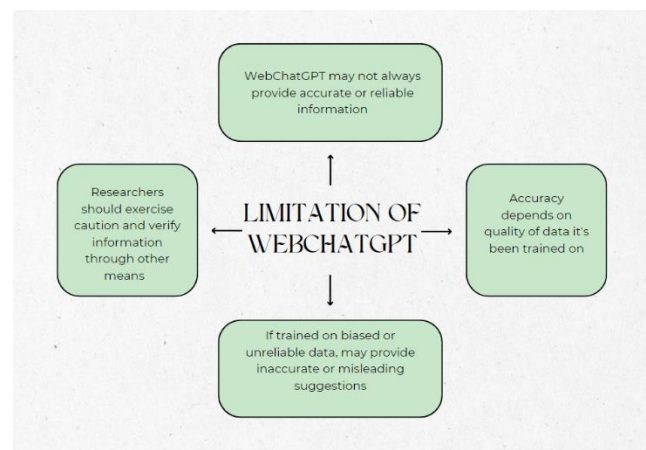 WebChatGPT may not always
provide accurate or reliable
information
Researchers
should exercise
caution and verify
information
through other
means
LIMITATION OF
WEBCHATGPT
Accuracy
depends on
quality of data it's
been trained on
If trained on biased or
unreliable data, may provide
inaccurate or misleading
suggestions